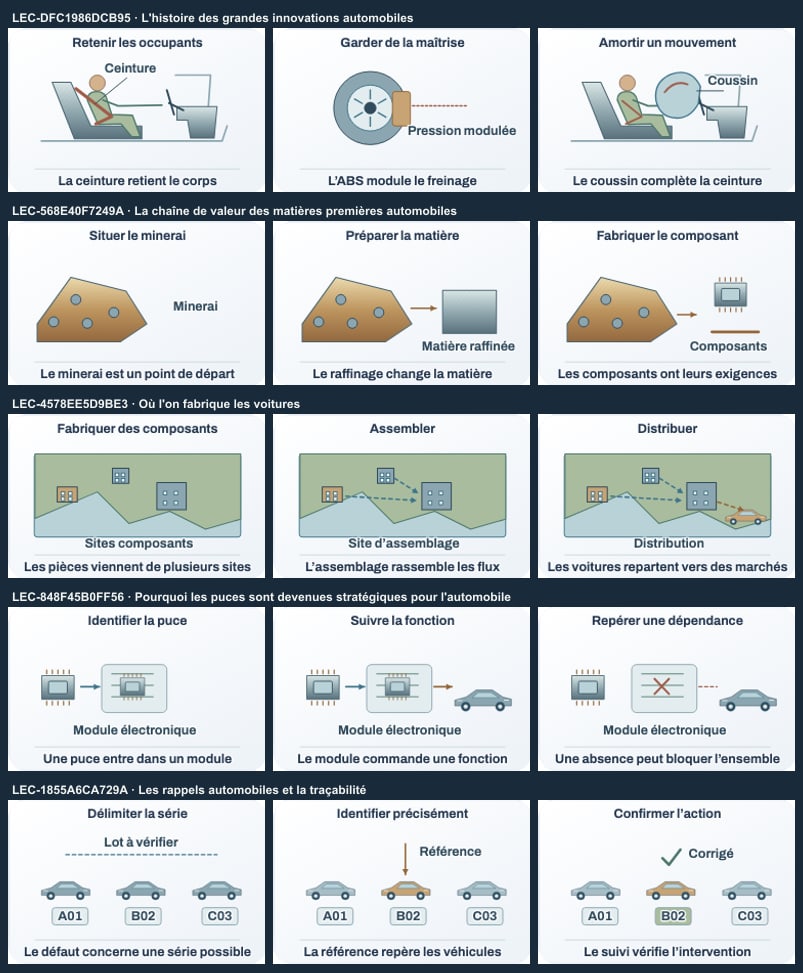 LEC-DFC1986DCB95 · L'histoire des grandes innovations automobiles
Retenir les occupants
Ceinture
La ceinture retient le corps
Garder de la maîtrise
Pression modulée
L’ABS module le freinage
Amortir un mouvement
Coussin
Le coussin complète la ceinture
LEC-568E40F7249A · La chaîne de valeur des matières premières automobiles
Situer le minerai
Minerai
Le minerai est un point de départ
Préparer la matière
Matière raffinée
Le raffinage change la matière
Fabriquer le composant
Composants
Les composants ont leurs exigences
LEC-4578EE5D9BE3 · Où l'on fabrique les voitures
Fabriquer des composants
Sites composants
Les pièces viennent de plusieurs sites
Assembler
Site d’assemblage
L’assemblage rassemble les flux
Distribuer
Distribution
Les voitures repartent vers des marchés
LEC-848F45B0FF56 · Pourquoi les puces sont devenues stratégiques pour l'automobile
Identifier la puce
Module électronique
Une puce entre dans un module
Suivre la fonction
Module électronique
Le module commande une fonction
Repérer une dépendance
Module électronique
Une absence peut bloquer l’ensemble
LEC-1855A6CA729A · Les rappels automobiles et la traçabilité
Délimiter la série
Lot à vérifier
A01 B02 C03
Le défaut concerne une série possible
Identifier précisément
Référence
A01 B02 C03
La référence repère les véhicules
Confirmer l’action
Corrigé
A01 B02 C03
Le suivi vérifie l’intervention